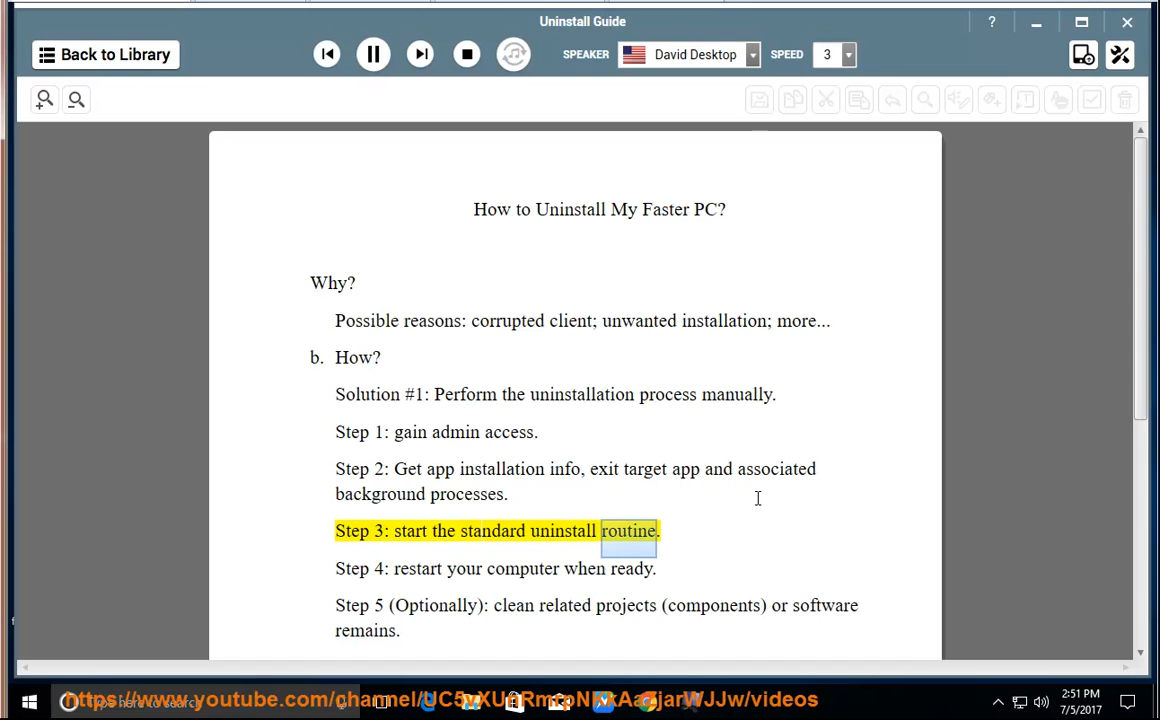 Uninstall Guide
?
Back to Library
SPEAKER
David Desktop
SPEED
3
How to Uninstall My Faster PC?
Why?
Possible reasons: corrupted client; unwanted installation; more...
b. How?
Solution #1: Perform the uninstallation process manually.
Step 1: gain admin access.
Step 2: Get app installation info, exit target app and associated
background processes.
Step 3: start the standard uninstall routine.
Step 4: restart your computer when ready.
Step 5 (Optionally): clean related projects (components) or software
remains.
2:51 PM
7/5/2017